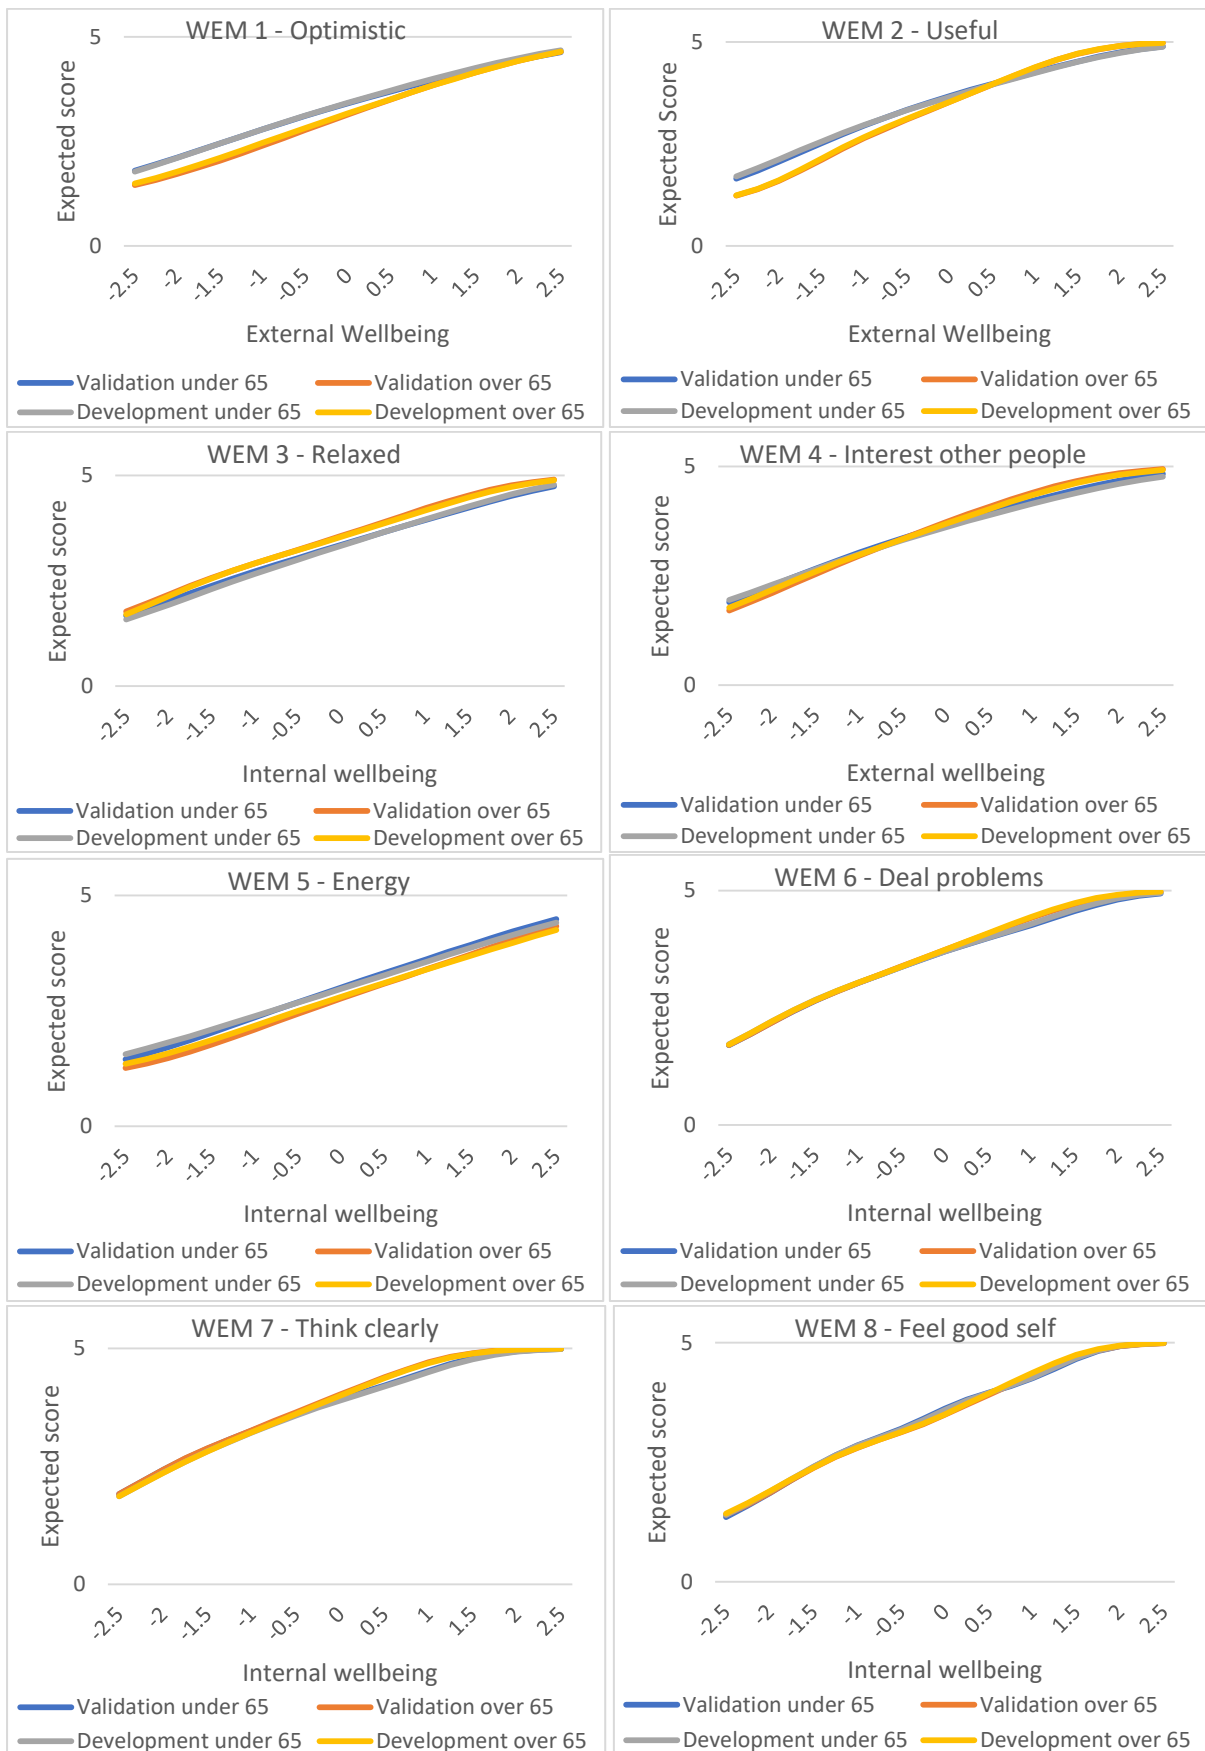 WEM 1 - Optimistic
5
Expected score
0
-2.5 -2 -1.5 -1 -0.5 0 0.5 1 1.5 2 2.5
External Wellbeing
Validation under 65 Validation over 65
Development under 65 Development over 65
WEM 2 - Useful
5
Expected Score
0
-2.5 -2 -1.5 -1 -0.5 0 0.5 1 1.5 2 2.5
External Wellbeing
Validation under 65 Validation over 65
Development under 65 Development over 65
WEM 3 - Relaxed
5
Expected score
0
-2.5 -2 -1.5 -1 -0.5 0 0.5 1 1.5 2 2.5
Internal wellbeing
Validation under 65 Validation over 65
Development under 65 Development over 65
WEM 4 - Interest other people
5
Expected score
0
-2.5 -2 -1.5 -1 -0.5 0 0.5 1 1.5 2 2.5
External wellbeing
Validation under 65 Validation over 65
Development under 65 Development over 65
WEM 5 - Energy
5
Expected score
0
-2.5 -2 -1.5 -1 -0.5 0 0.5 1 1.5 2 2.5
Internal wellbeing
Validation under 65 Validation over 65
Development under 65 Development over 65
WEM 6 - Deal problems
5
Expected score
0
-2.5 -2 -1.5 -1 -0.5 0 0.5 1 1.5 2 2.5
Internal wellbeing
Validation under 65 Validation over 65
Development under 65 Development over 65
WEM 7 - Think clearly
5
Expected score
0
-2.5 -2 -1.5 -1 -0.5 0 0.5 1 1.5 2 2.5
Internal wellbeing
Validation under 65 Validation over 65
Development under 65 Development over 65
WEM 8 - Feel good self
5
Expected score
0
-2.5 -2 -1.5 -1 -0.5 0 0.5 1 1.5 2 2.5
Internal wellbeing
Validation under 65 Validation over 65
Development under 65 Development over 65